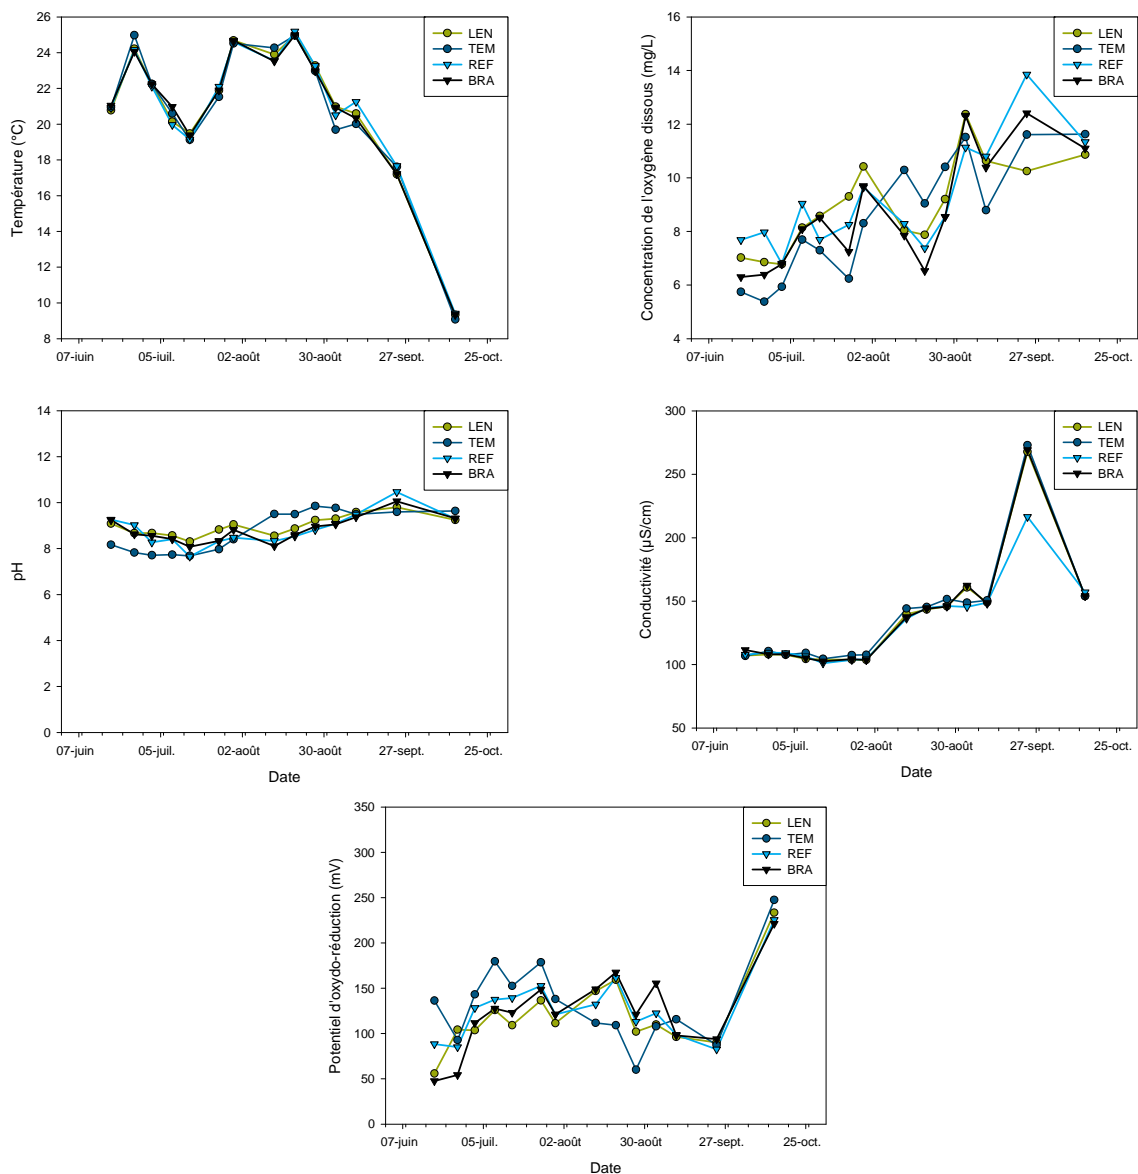 Température (°C)
26
24
22
20
18
16
14
12
10
8
07-juin 05-juil. 02-août 30-août 27-sept. 25-oct.
LEN
TEM
REF
BRA
Concentration de l'oxygène dissous (mg/L)
16
14
12
10
8
6
4
07-juin 05-juil. 02-août 30-août 27-sept. 25-oct.
LEN
TEM
REF
BRA
pH
14
12
10
8
6
4
2
0
07-juin 05-juil. 02-août 30-août 27-sept. 25-oct.
Date
LEN
TEM
REF
BRA
Conductivité (µS/cm)
300
250
200
150
100
50
07-juin 05-juil. 02-août 30-août 27-sept. 25-oct.
Date
LEN
TEM
REF
BRA
Potentiel d'oxydo-réduction (mV)
350
300
250
200
150
100
50
0
07-juin 05-juil. 02-août 30-août 27-sept. 25-oct.
Date
LEN
TEM
REF
BRA